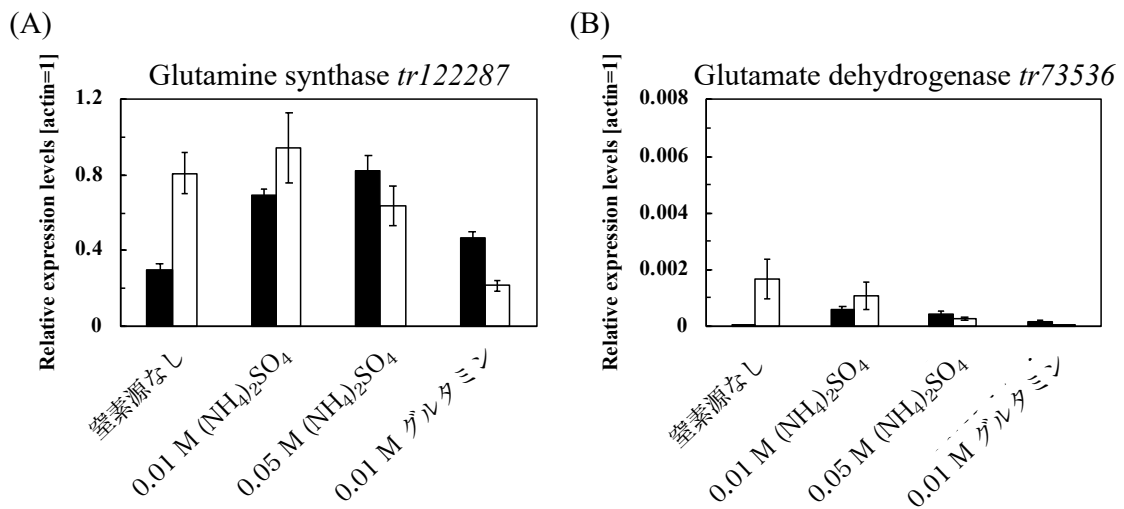 (A)
Glutamine synthase tr122287
Relative expression levels [actin=1]
1.2
0.8
0.4
0
窒素源なし
0.01 M (NH₄)₂SO₄
0.05 M (NH₄)₂SO₄
0.01 M グルタミン
(B)
Glutamate dehydrogenase tr73536
Relative expression levels [actin=1]
0.008
0.006
0.004
0.002
0
窒素源なし
0.01 M (NH₄)₂SO₄
0.05 M (NH₄)₂SO₄
0.01 M グルタミン